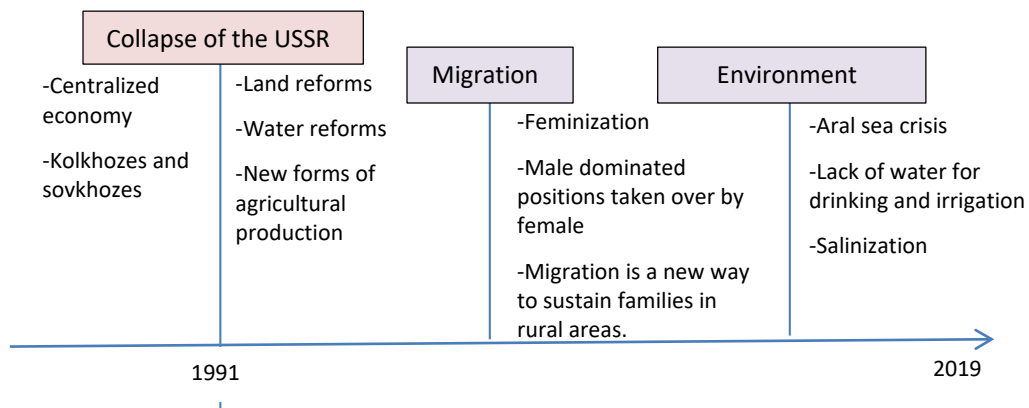 Collapse of the USSR
-Centralized
economy
-Kolkhozes and
sovkhozes
-Land reforms
-Water reforms
-New forms of
agricultural
production
Migration
-Feminization
-Male dominated
positions taken over by
female
-Migration is a new way
to sustain families in
rural areas.
Environment
-Aral sea crisis
-Lack of water for
drinking and irrigation
-Salinization
1991
2019